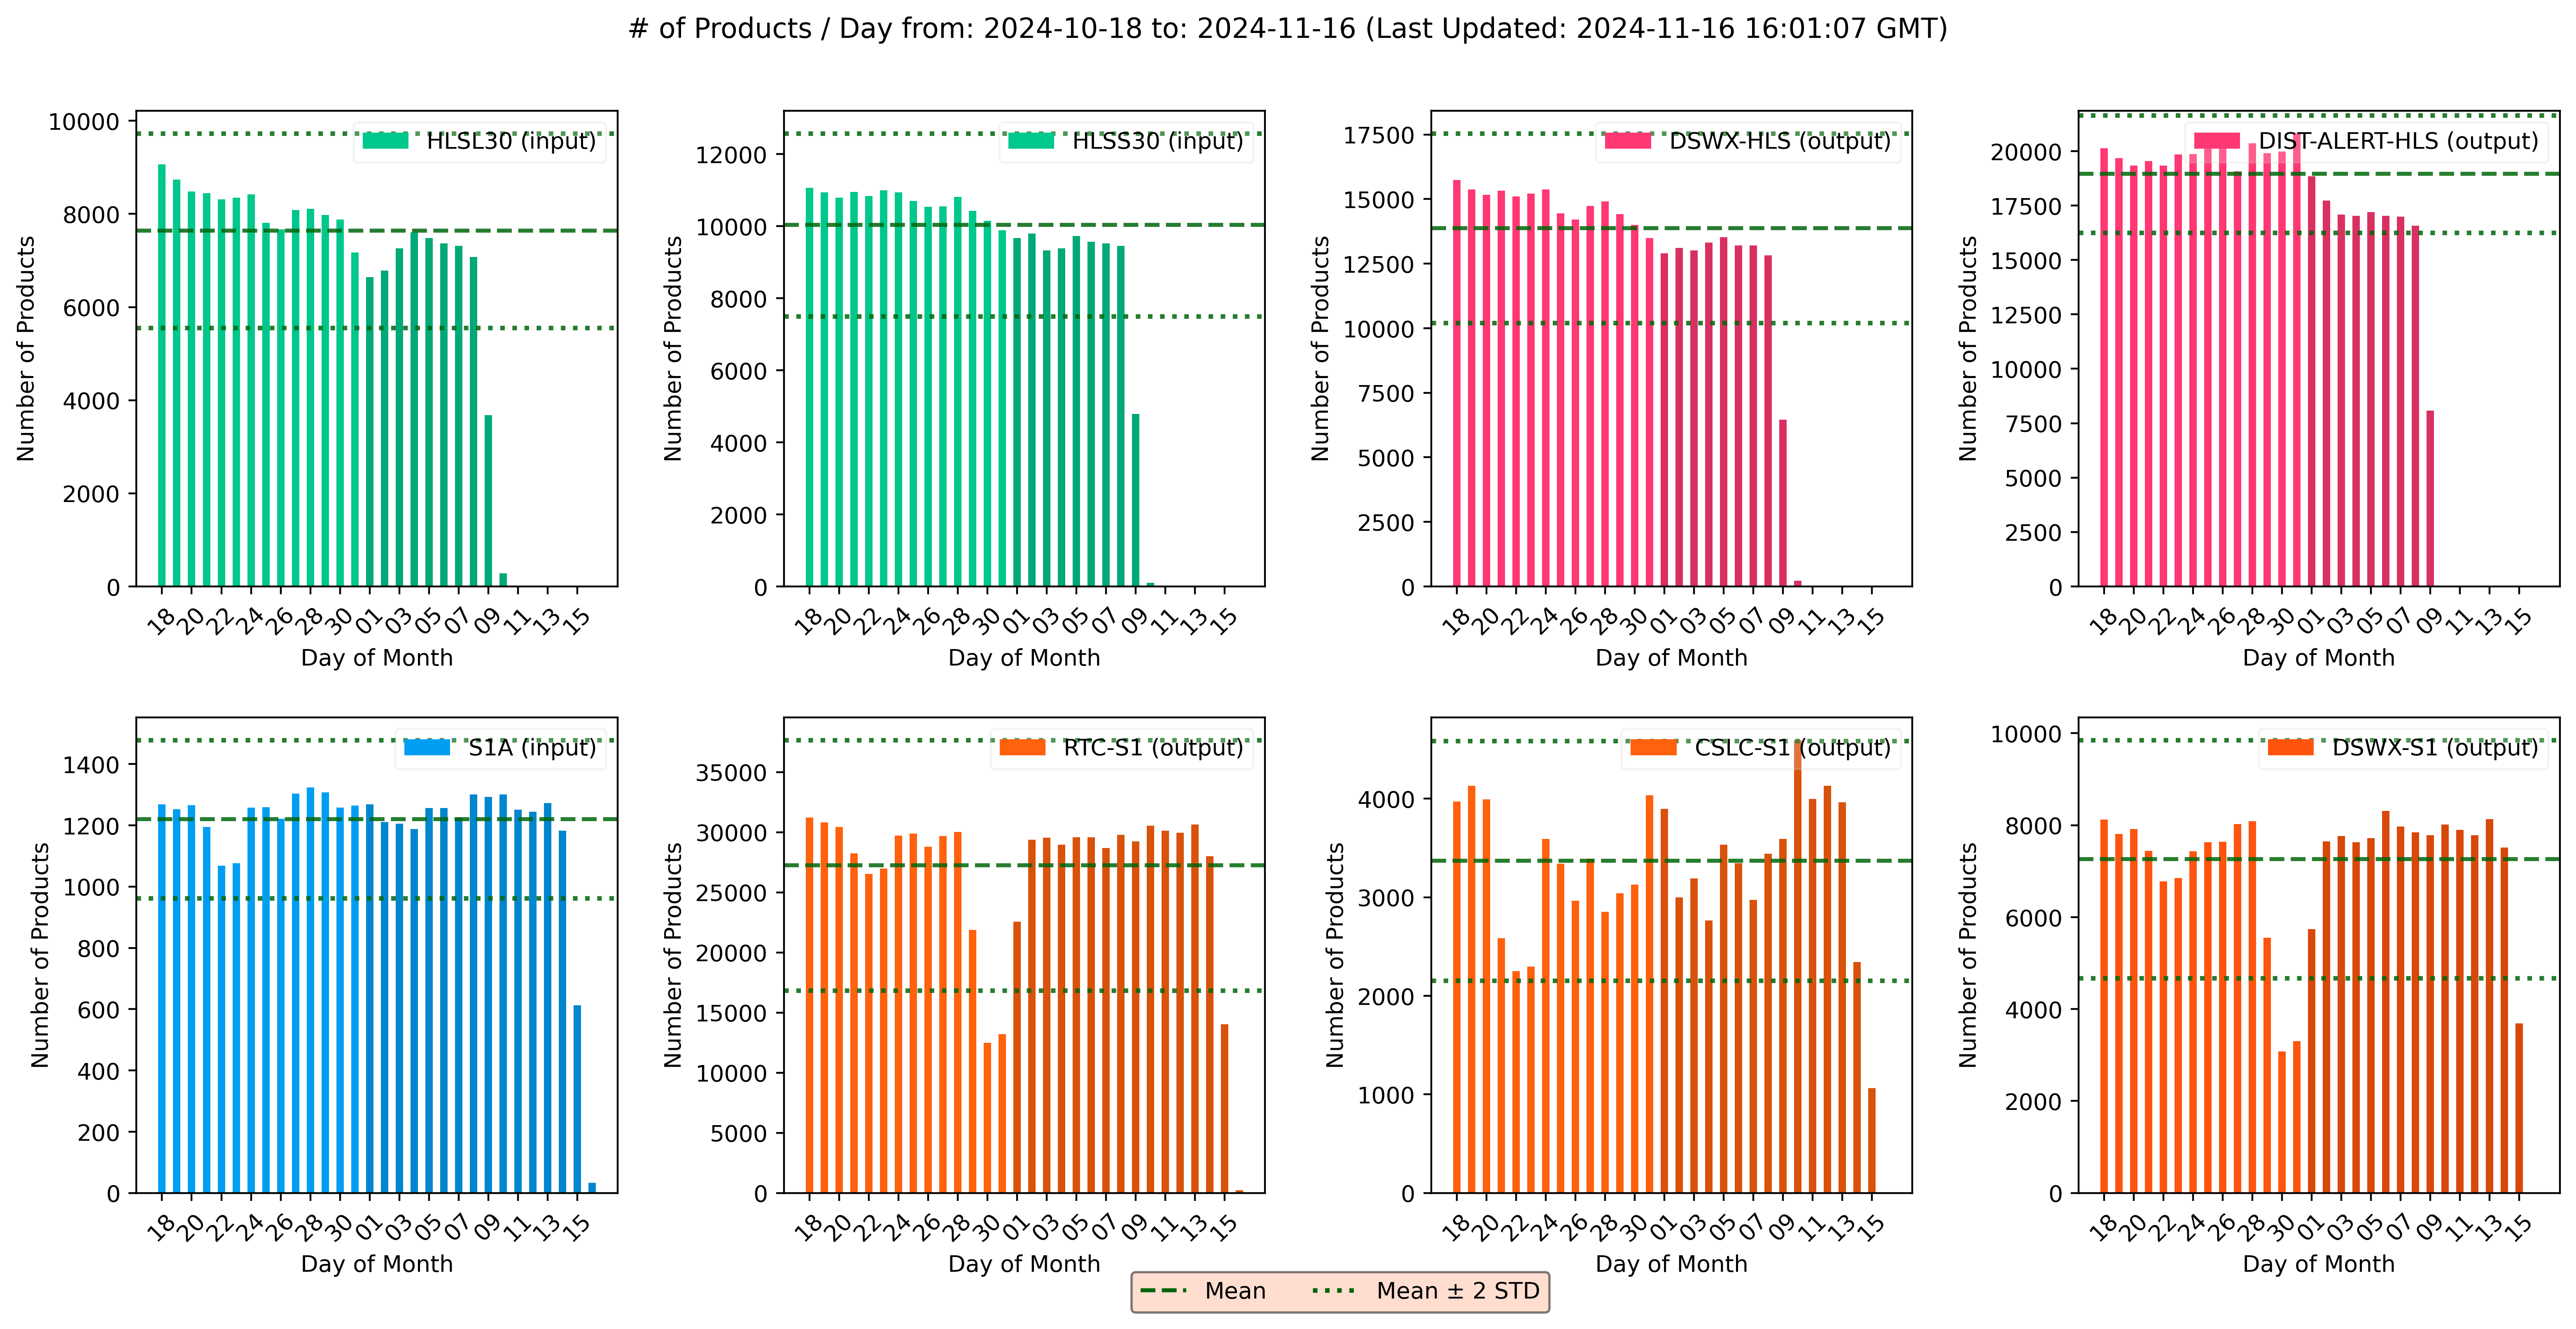 # of Products / Day from: 2024-10-18 to: 2024-11-16 (Last Updated: 2024-11-16 16:01:07 GMT)
HLSL30 (input)
Number of Products
10000
8000
6000
4000
2000
0
18 20 22 24 26 28 30 01 03 05 07 09 11 13 15
Day of Month
HLSS30 (input)
Number of Products
12000
10000
8000
6000
4000
2000
0
18 20 22 24 26 28 30 01 03 05 07 09 11 13 15
Day of Month
DSWX-HLS (output)
Number of Products
17500
15000
12500
10000
7500
5000
2500
0
18 20 22 24 26 28 30 01 03 05 07 09 11 13 15
Day of Month
DIST-ALERT-HLS (output)
Number of Products
20000
17500
15000
12500
10000
7500
5000
2500
0
18 20 22 24 26 28 30 01 03 05 07 09 11 13 15
Day of Month
S1A (input)
Number of Products
1400
1200
1000
800
600
400
200
0
18 20 22 24 26 28 30 01 03 05 07 09 11 13 15
Day of Month
RTC-S1 (output)
Number of Products
35000
30000
25000
20000
15000
10000
5000
0
18 20 22 24 26 28 30 01 03 05 07 09 11 13 15
Day of Month
CSLC-S1 (output)
Number of Products
4000
3000
2000
1000
0
18 20 22 24 26 28 30 01 03 05 07 09 11 13 15
Day of Month
DSWX-S1 (output)
Number of Products
10000
8000
6000
4000
2000
0
18 20 22 24 26 28 30 01 03 05 07 09 11 13 15
Day of Month
Mean Mean ± 2 STD